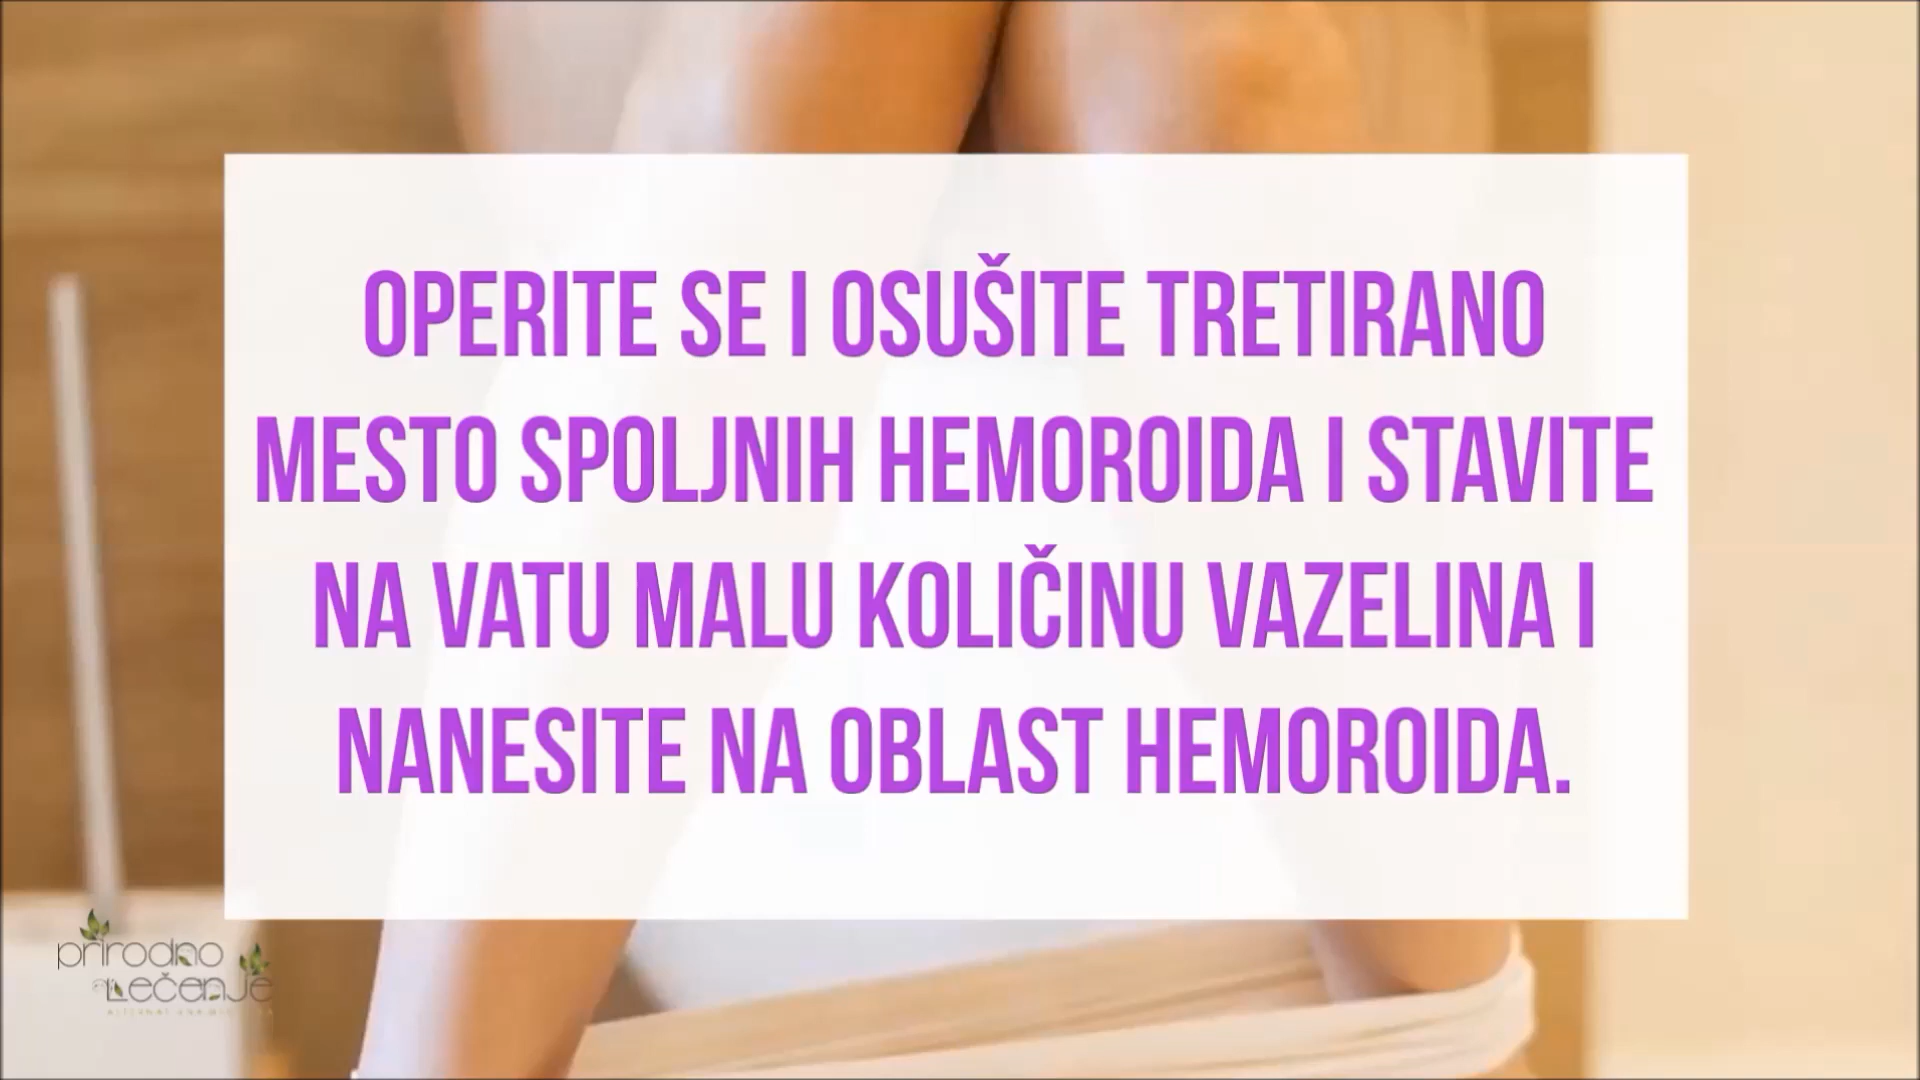 OPERITE SE I OSUŠITE TRETIRANO
MESTO SPOLJNIH HEMOROIDA I STAVITE
NA VATU MALU KOLIČINU VAZELINA I
NANESITE NA OBLAST HEMOROIDA.
prirodno
Lečenje